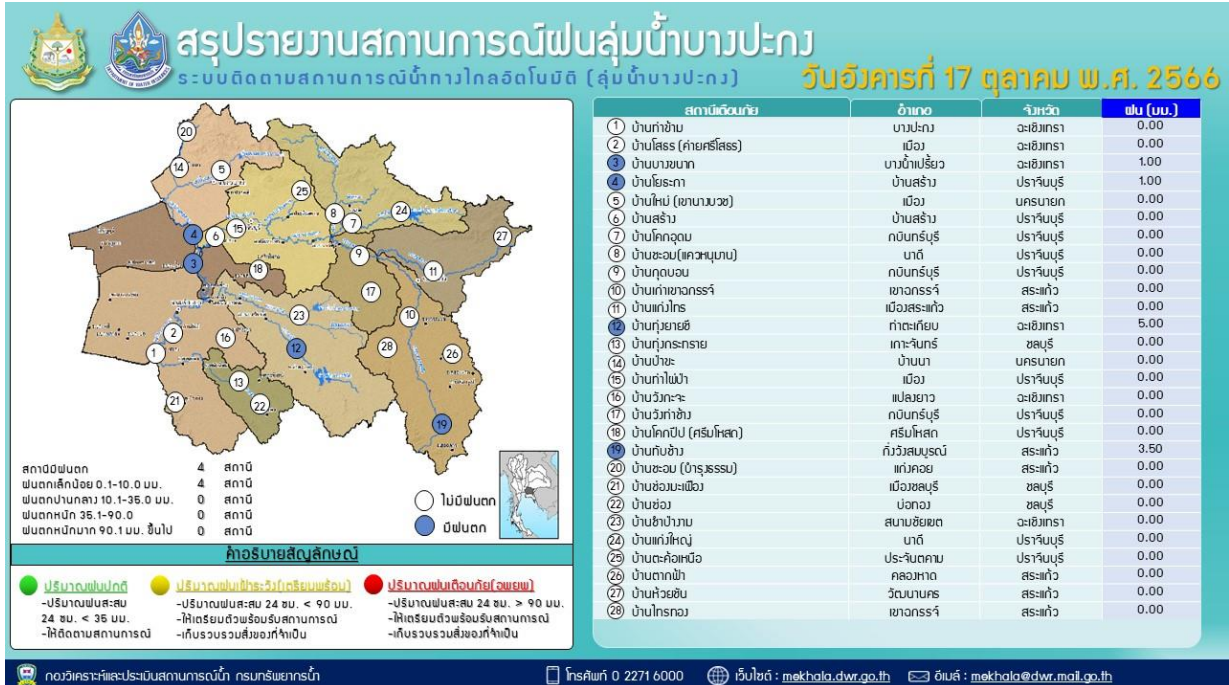 สรุปรายงานสถานการณ์ฝนลุ่มน้ำบางปะกง
ระบบติดตามสถานการณ์น้ำทางไกลอัตโนมัติ (ลุ่มน้ำบางปะกง)
วันอังคารที่ 17 ตุลาคม พ.ศ. 2566
สถานีมีฝนตก 4 สถานี
ฝนตกเล็กน้อย 0.1-10.0 มม. 4 สถานี
ฝนตกปานกลาง 10.1-35.0 มม. 0 สถานี
ฝนตกหนัก 35.1-90.0 0 สถานี
ฝนตกหนักมาก 90.1 มม. ขึ้นไป 0 สถานี
ไม่มีฝนตก
มีฝนตก
คำอธิบายสัญลักษณ์
ปริมาณฝนปกติ
-ปริมาณฝนสะสม
24 ชม. < 35 มม.
-ให้ติดตามสถานการณ์
ปริมาณฝนเฝ้าระวัง(เตรียมพร้อม)
-ปริมาณฝนสะสม 24 ชม. < 90 มม.
-ให้เตรียมตัวพร้อมรับสถานการณ์
-เก็บรวบรวมสิ่งของที่จำเป็น
ปริมาณฝนเตือนภัย(อพยพ)
-ปริมาณฝนสะสม 24 ชม. > 90 มม.
-ให้เตรียมตัวพร้อมรับสถานการณ์
-เก็บรวบรวมสิ่งของที่จำเป็น
สถานีเตือนภัย อำเภอ จังหวัด ฝน (มม.)
1 บ้านท่าข้าม บางปะกง ฉะเชิงเทรา 0.00
2 บ้านโสธร (ค่ายศรีโสธร) เมือง ฉะเชิงเทรา 0.00
3 บ้านบางขนาก บางน้ำเปรี้ยว ฉะเชิงเทรา 1.00
4 บ้านโยธะกา บ้านสร้าง ปราจีนบุรี 1.00
5 บ้านใหม่ (เขานางบวช) เมือง นครนายก 0.00
6 บ้านสร้าง บ้านสร้าง ปราจีนบุรี 0.00
7 บ้านโคกอุดม กบินทร์บุรี ปราจีนบุรี 0.00
8 บ้านซะอม(แควหนุมาน) นาดี ปราจีนบุรี 0.00
9 บ้านกุดบอน กบินทร์บุรี ปราจีนบุรี 0.00
10 บ้านเก่าเขาฉกรรจ์ เขาฉกรรจ์ สระแก้ว 0.00
11 บ้านแก่งไทร เมืองสระแก้ว สระแก้ว 0.00
12 บ้านทุ่งยายชี ท่าตะเกียบ ฉะเชิงเทรา 5.00
13 บ้านทุ่งกระทราย เกาะจันทร์ ชลบุรี 0.00
14 บ้านป่าขะ บ้านนา นครนายก 0.00
15 บ้านท่าไผ่ป่า เมือง ปราจีนบุรี 0.00
16 บ้านวังกะจะ แปลงยาว ฉะเชิงเทรา 0.00
17 บ้านวังท่าช้าง กบินทร์บุรี ปราจีนบุรี 0.00
18 บ้านโคกปีป (ศรีมโหสถ) ศรีมโหสถ ปราจีนบุรี 0.00
19 บ้านทับช้าง กิ่งวังสมบูรณ์ สระแก้ว 3.50
20 บ้านซะอม (บำรุงธรรม) แก่งคอย สระบุรี 0.00
21 บ้านช่องมะเฟือง เมืองชลบุรี ชลบุรี 0.00
22 บ้านช่อง บ่อทอง ชลบุรี 0.00
23 บ้านชำป่างาม สนามชัยเขต ฉะเชิงเทรา 0.00
24 บ้านแก่งใหญ่ นาดี ปราจีนบุรี 0.00
25 บ้านตะคร้อเหนือ ประจันตคาม ปราจีนบุรี 0.00
26 บ้านตากฟ้า คลองหาด สระแก้ว 0.00
27 บ้านห้วยชัน วัฒนานคร สระแก้ว 0.00
28 บ้านไทรทอง เขาฉกรรจ์ สระแก้ว 0.00
กองวิเคราะห์และประเมินสถานการณ์น้ำ กรมทรัพยากรน้ำ
โทรศัพท์ 0 2271 6000
เว็บไซต์ : mekhala.dwr.go.th
อีเมล์ : mekhala@dwr.mail.go.th